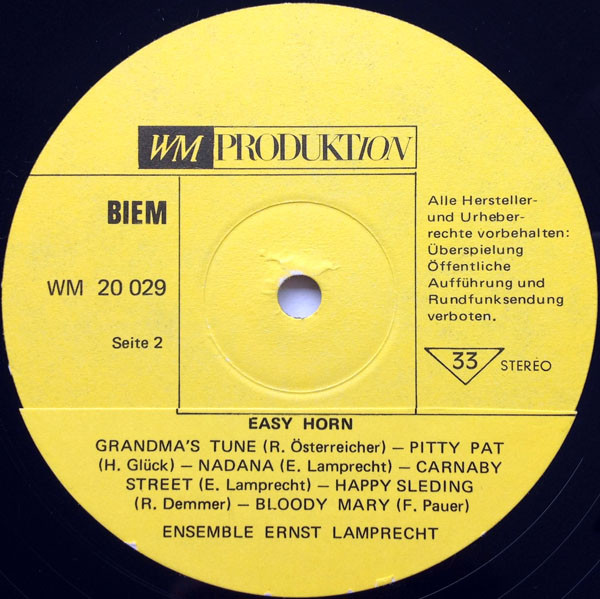 WM PRODUKTION
BIEM
WM 20 029
Seite 2
Alle Hersteller-
und Urheber-
rechte vorbehalten:
Überspielung
Öffentliche
Aufführung und
Rundfunksendung
verboten.
33 STEREO
EASY HORN
GRANDMA'S TUNE (R. Österreicher) – PITTY PAT
(H. Glück) – NADANA (E. Lamprecht) – CARNABY
STREET (E. Lamprecht) – HAPPY SLEDING
(R. Demmer) – BLOODY MARY (F. Pauer)
ENSEMBLE ERNST LAMPRECHT